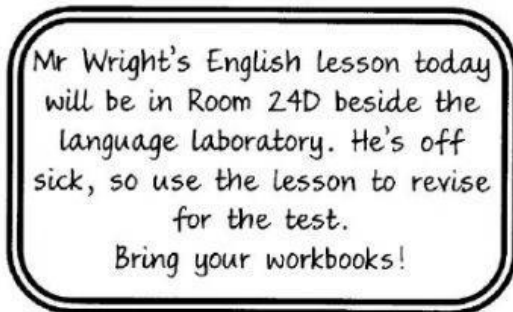 Mr Wright's English lesson today
will be in Room 24D beside the
language laboratory. He's off
sick, so use the lesson to revise
for the test.
Bring your workbooks!